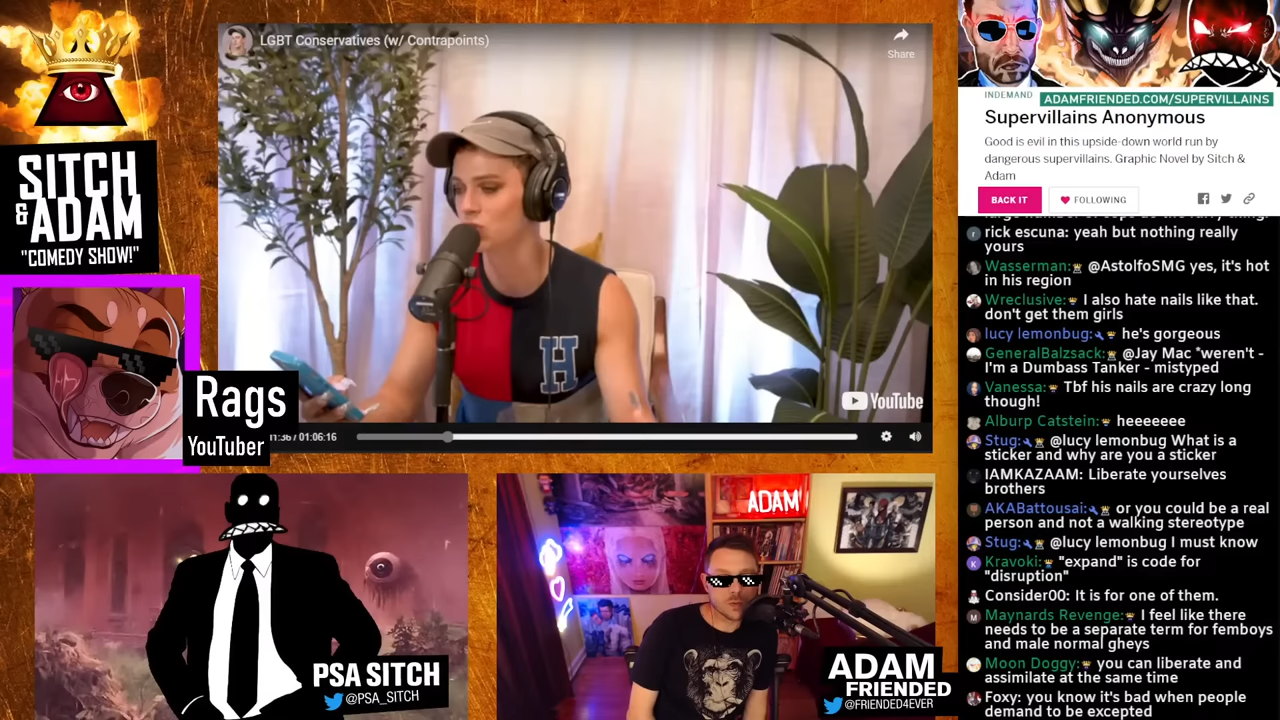 SITCH
& ADAM
"COMEDY SHOW!"
LGBT Conservatives (w/ Contrapoints)
Share
H
YouTube
/ 01:06:16
Rags
YouTuber
PSA SITCH
@PSA_SITCH
ADAM
ADAM
FRIENDED
@FRIENDED4EVER
INDEMAND
ADAMFRIENDED.COM/SUPERVILLAINS
Supervillains Anonymous
Good is evil in this upside-down world run by
dangerous supervillains. Graphic Novel by Sitch &
Adam
BACK IT
FOLLOWING
rick escuna: yeah but nothing really
yours
Wasserman: @AstolfoSMG yes, it's hot
in his region
Wreclusive: I also hate nails like that.
don't get them girls
lucy lemonbug: he's gorgeous
GeneralBalzsack: @Jay Mac *weren't -
I'm a Dumbass Tanker - mistyped
Vanessa: Tbf his nails are crazy long
though!
Alburp Catstein: heeeeeee
Stug: @lucy lemonbug What is a
sticker and why are you a sticker
IAMKAZAAM: Liberate yourselves
brothers
AKABattousai: or you could be a real
person and not a walking stereotype
Stug: @lucy lemonbug I must know
Kravoki: "expand" is code for
"disruption"
Consider00: It is for one of them.
Maynards Revenge: I feel like there
needs to be a separate term for femboys
and male normal gheys
Moon Doggy: you can liberate and
assimilate at the same time
Foxy: you know it's bad when people
demand to be excepted